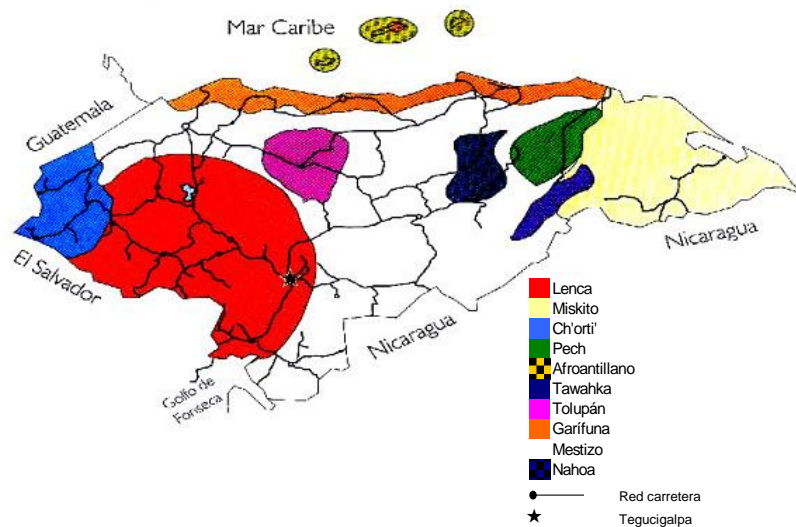 Mar Caribe
Guatemala
El Salvador
Nicaragua
Nicaragua
Golfo de
Fonseca
Lenca
Miskito
Ch'orti'
Pech
Afroantillano
Tawahka
Tolupán
Garífuna
Mestizo
Nahoa
Red carretera
Tegucigalpa